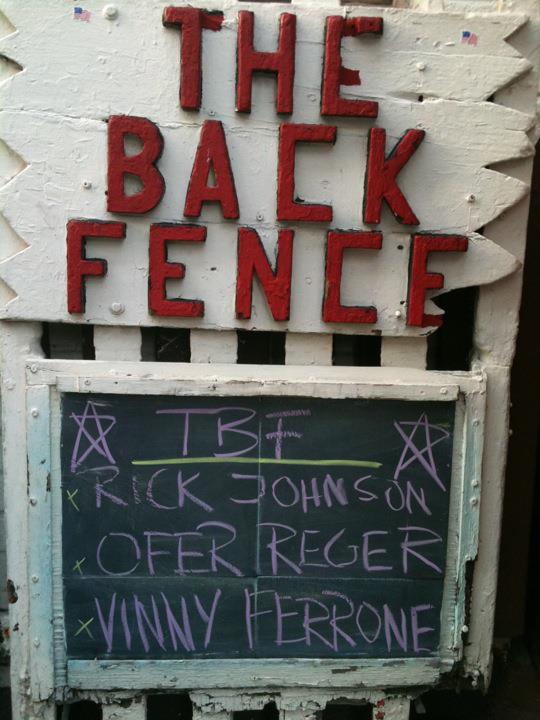 THE
BACK
FENCE
TBF
RICK JOHNSON
OFER REGER
VINNY FERRONE